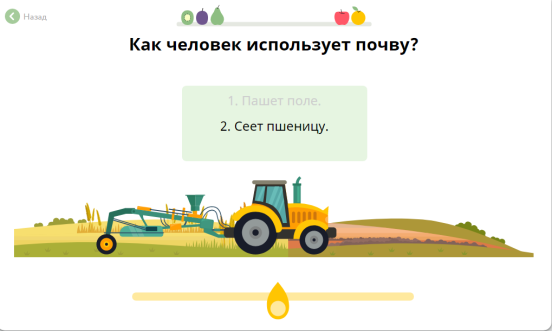 Назад
Как человек использует почву?
1. Пашет поле.
2. Сеет пшеницу.